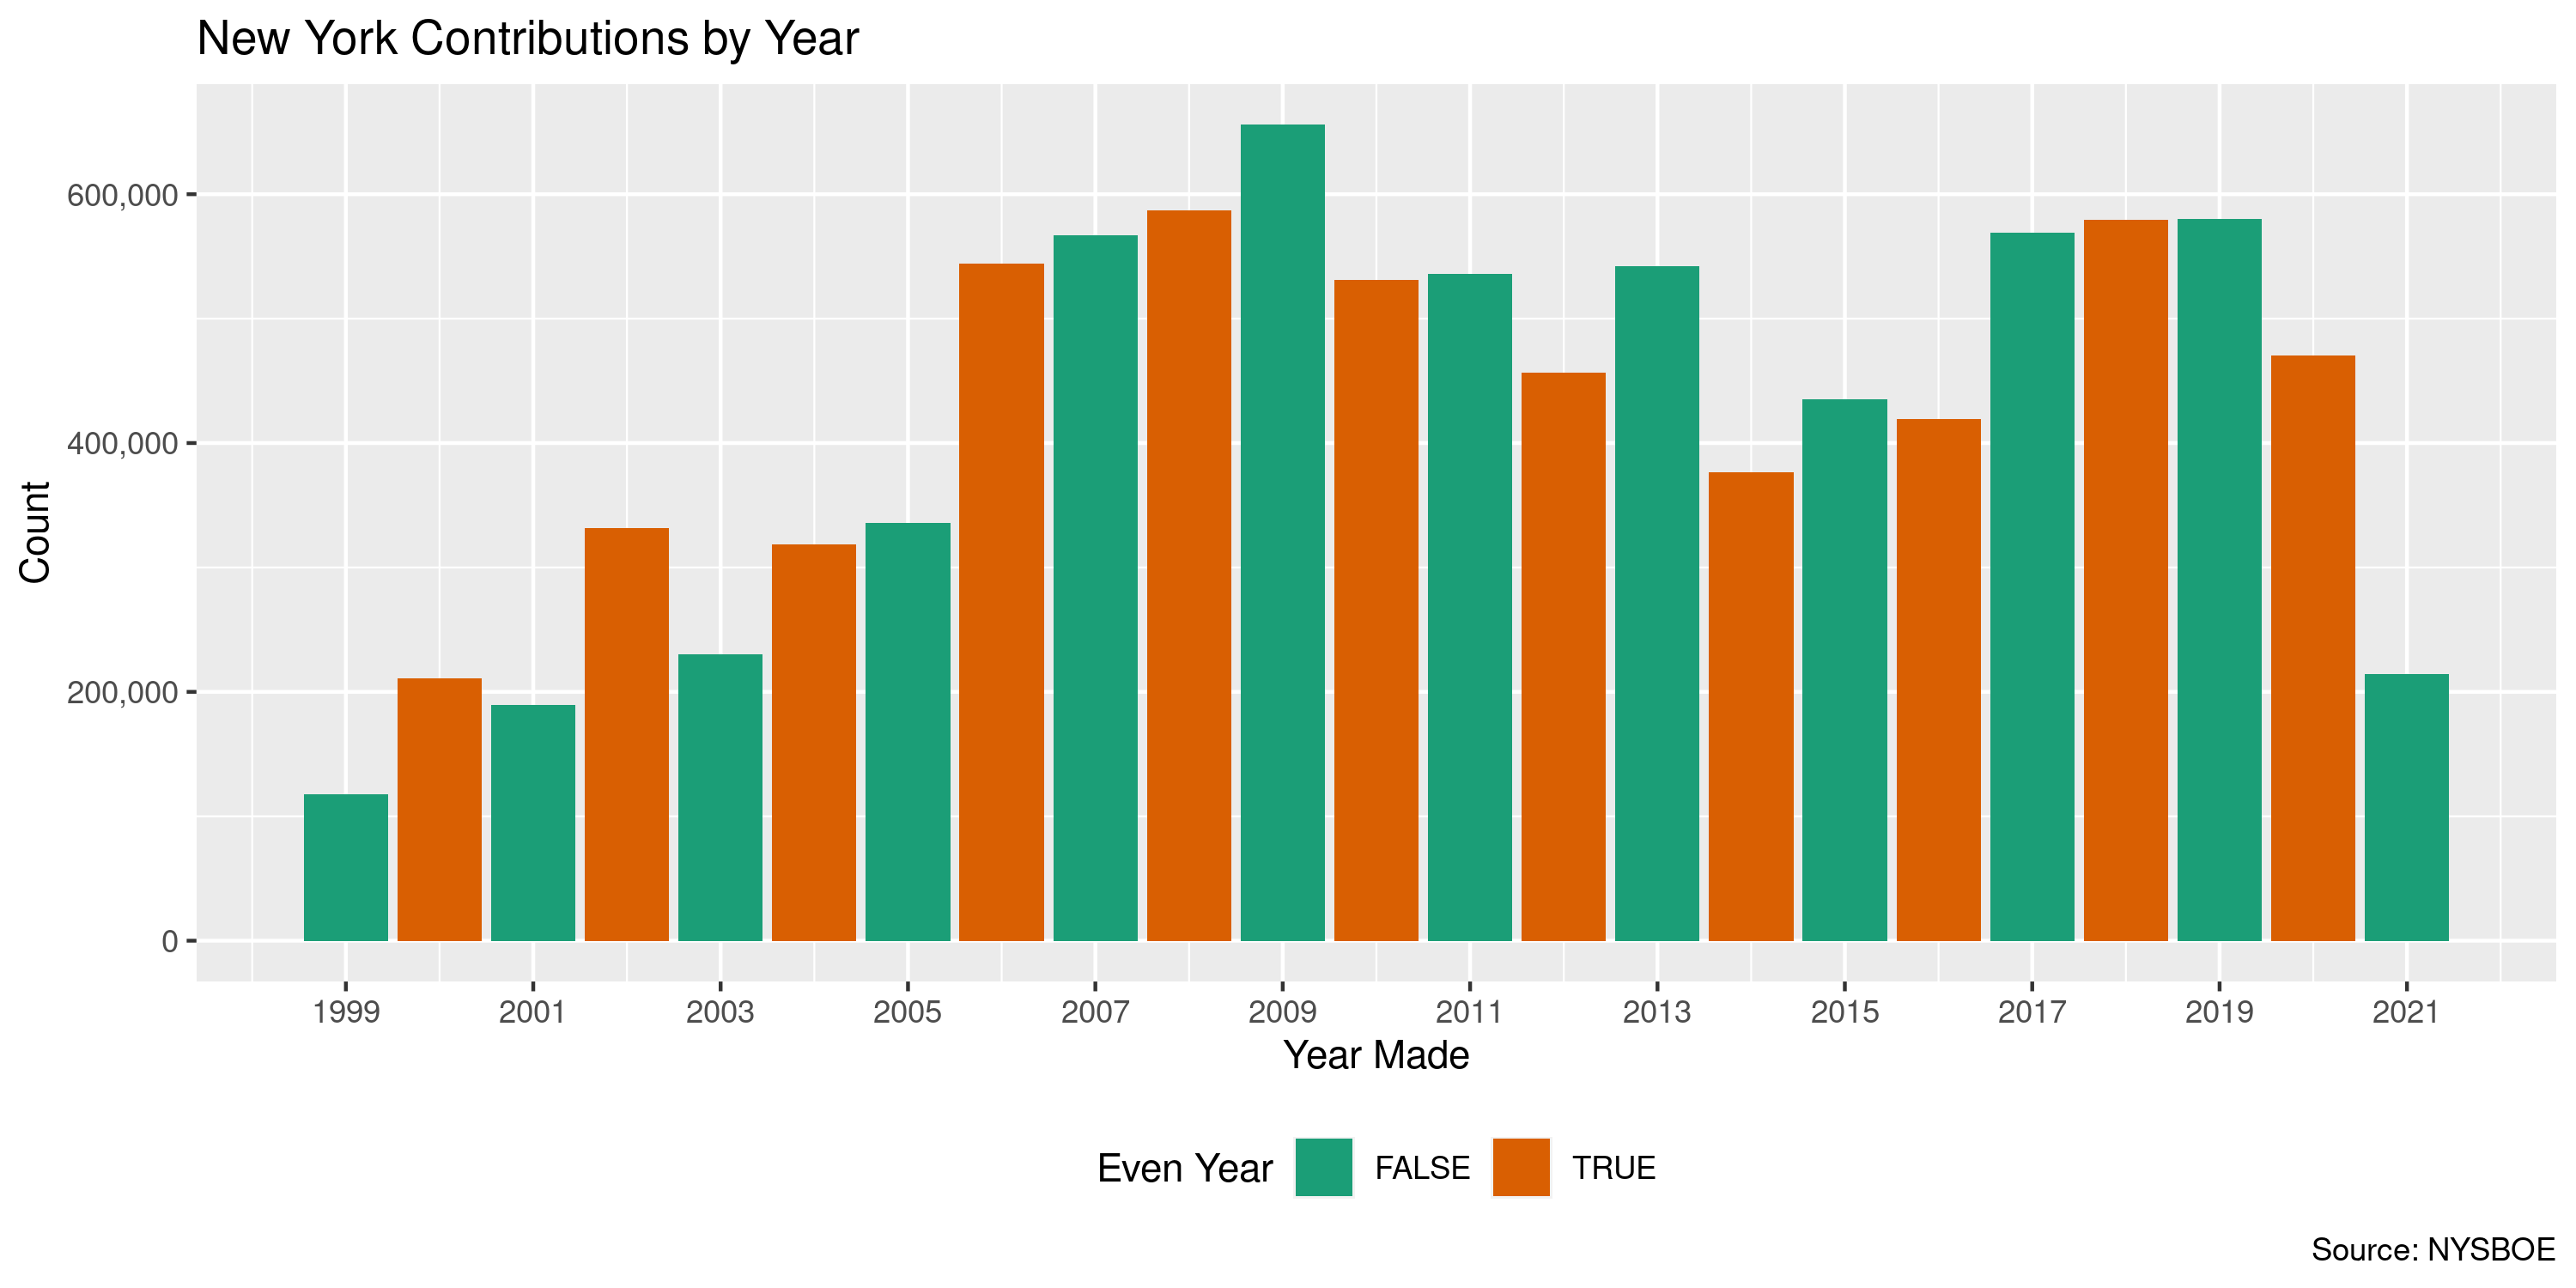 New York Contributions by Year
Count
600,000
400,000
200,000
0
1999 2001 2003 2005 2007 2009 2011 2013 2015 2017 2019 2021
Year Made
Even Year FALSE TRUE
Source: NYSBOE